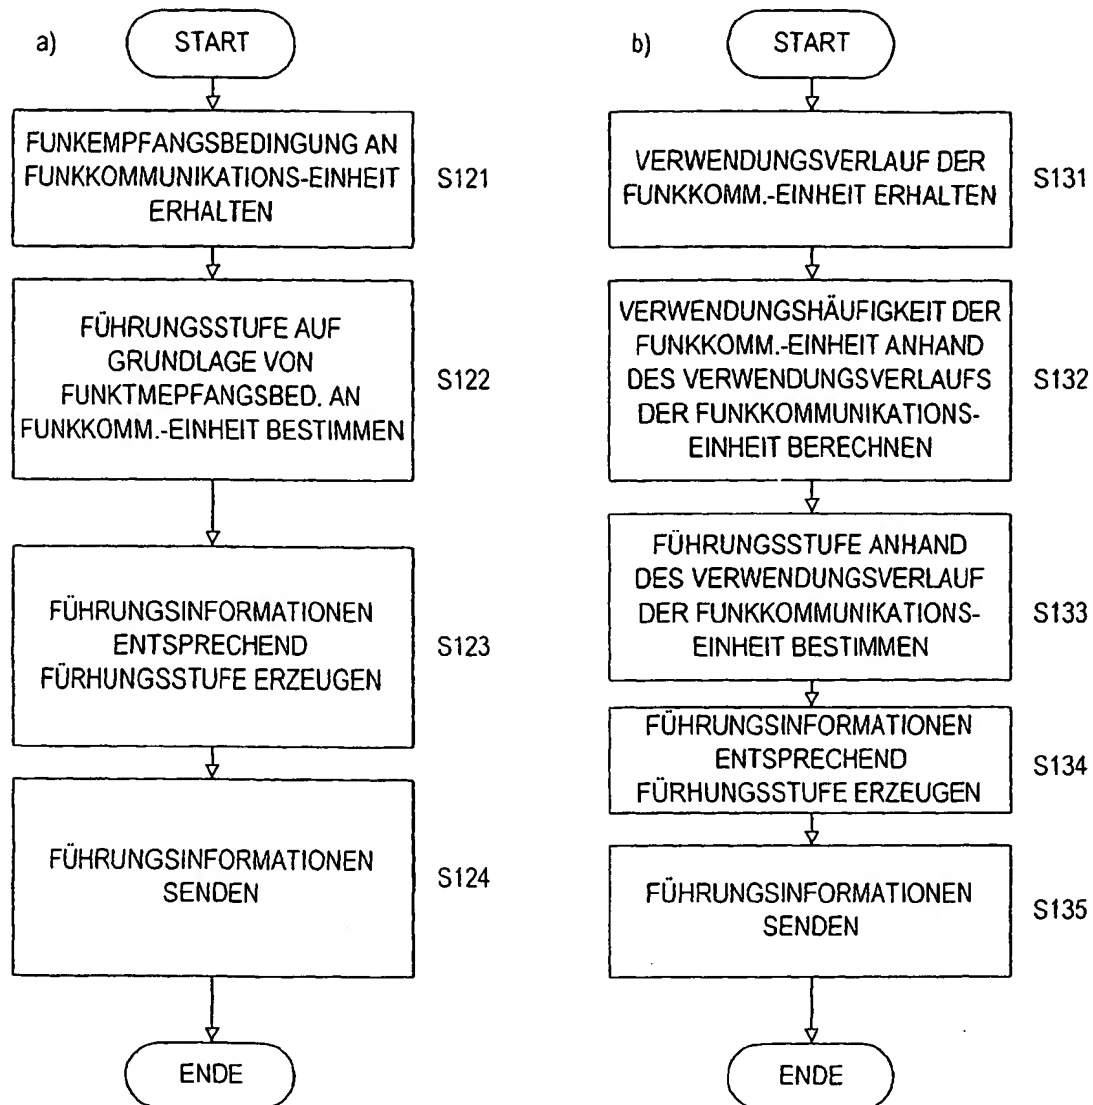 a)
START
FUNKEMPFANGSBEDINGUNG AN
FUNKKOMMUNIKATIONS-EINHEIT
ERHALTEN
S121
FÜHRUNGSSTUFE AUF
GRUNDLAGE VON
FUNKTMEPFANGSBED. AN
FUNKKOMM.-EINHEIT BESTIMMEN
S122
FÜHRUNGSINFORMATIONEN
ENTSPRECHEND
FÜRHUNGSSTUFE ERZEUGEN
S123
FÜHRUNGSINFORMATIONEN
SENDEN
S124
ENDE
b)
START
VERWENDUNGSVERLAUF DER
FUNKKOMM.-EINHEIT ERHALTEN
S131
VERWENDUNGSHÄUFIGKEIT DER
FUNKKOMM.-EINHEIT ANHAND
DES VERWENDUNGSVERLAUFS
DER FUNKKOMMUNIKATIONS-
EINHEIT BERECHNEN
S132
FÜHRUNGSSTUFE ANHAND
DES VERWENDUNGSVERLAUF
DER FUNKKOMMUNIKATIONS-
EINHEIT BESTIMMEN
S133
FÜHRUNGSINFORMATIONEN
ENTSPRECHEND
FÜRHUNGSSTUFE ERZEUGEN
S134
FÜHRUNGSINFORMATIONEN
SENDEN
S135
ENDE